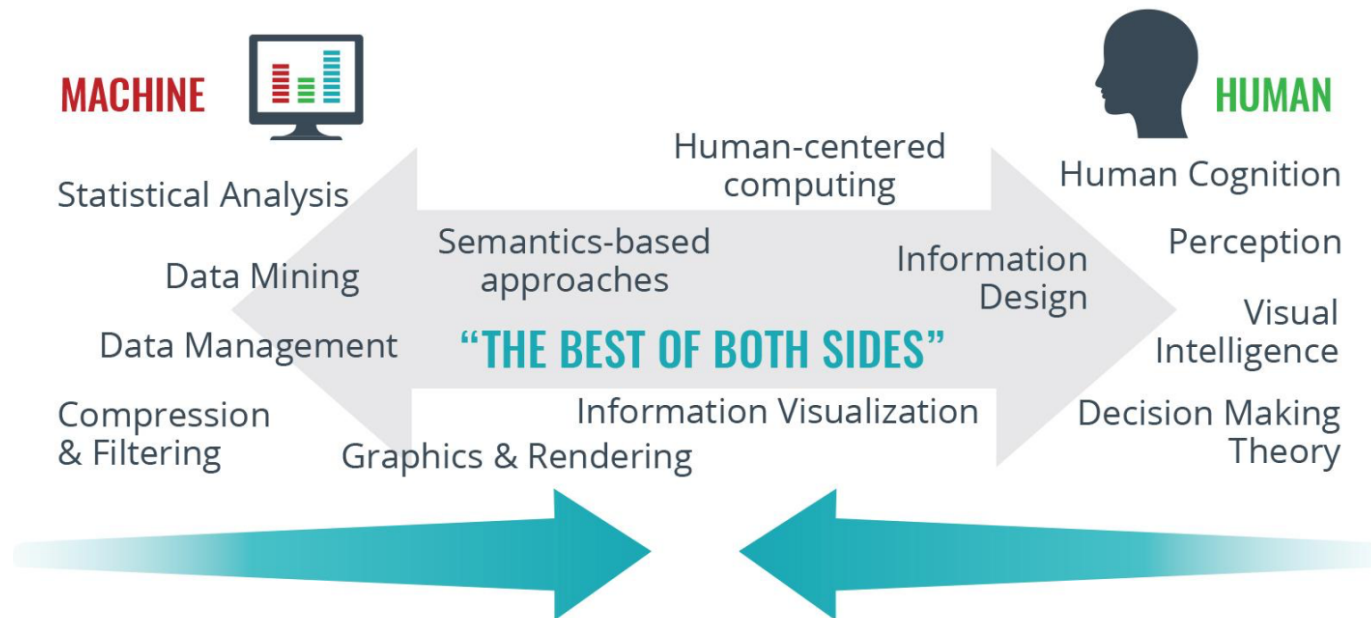 MACHINE
HUMAN
Human-centered
computing
Human Cognition
Statistical Analysis
Semantics-based
approaches
Perception
Information
Design
Data Mining
Visual
Intelligence
Data Management
“THE BEST OF BOTH SIDES”
Compression
& Filtering
Information Visualization
Decision Making
Theory
Graphics & Rendering